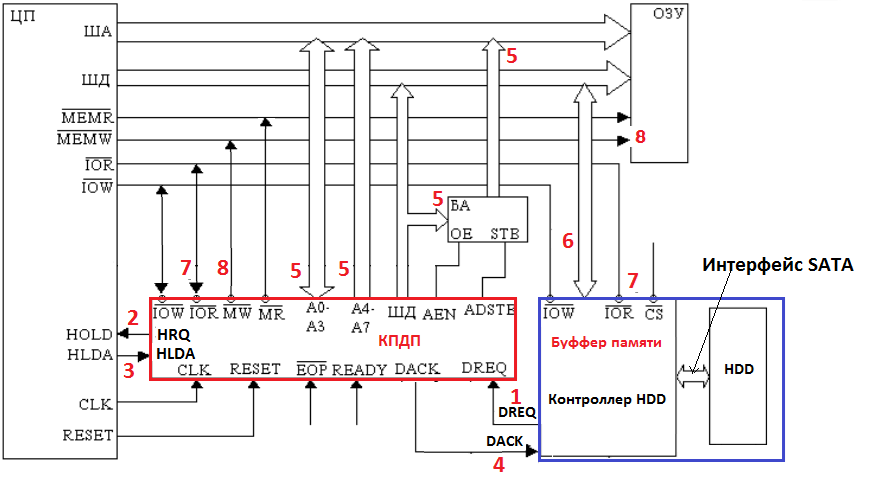 ЦП
ОЗУ
ША
ШД
5
MEMR
MEMW
8
IOR
IOW
5
БА
OE STB
6
7
8
5
5
7
Интерфейс SATA
IOW IOR MW MR A0-A3 A4-A7 ШД AEN ADSTB
IOW IOR CS
2
HOLD
HRQ
КПДП
Буффер памяти
HLDA
HLDA
3
CLK RESET EOP READY DACK DREQ
HDD
1
Контроллер HDD
CLK
DREQ
RESET
DACK
4